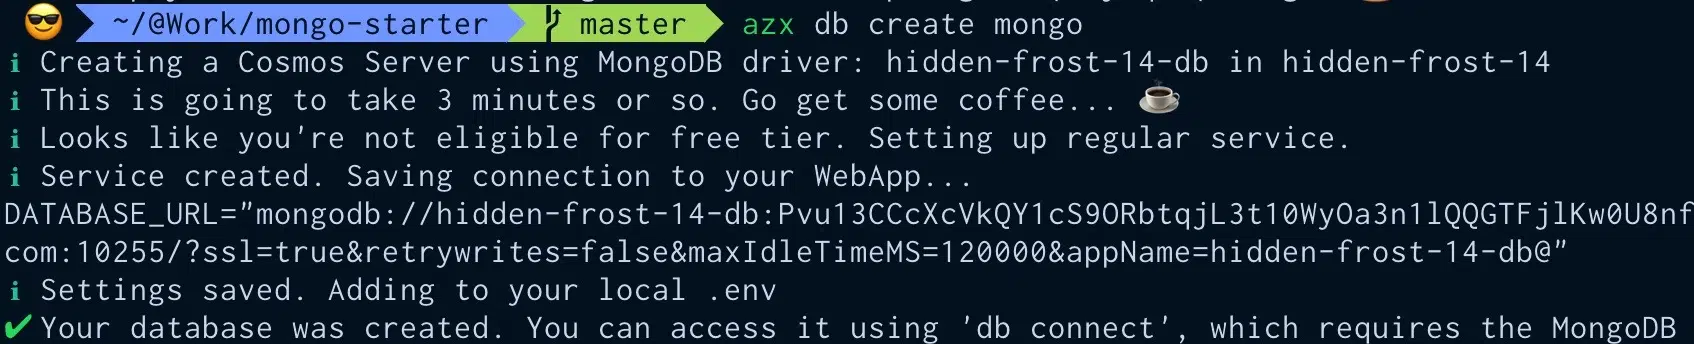 ~/@Work/mongo-starter master azx db create mongo
i Creating a Cosmos Server using MongoDB driver: hidden-frost-14-db in hidden-frost-14
i This is going to take 3 minutes or so. Go get some coffee... ☕
i Looks like you're not eligible for free tier. Setting up regular service.
i Service created. Saving connection to your WebApp...
DATABASE_URL="mongodb://hidden-frost-14-db:Pvu13CCcXcVkQY1cS9ORbtqjL3t10WyOa3n1lQQGTFjlKw0U8nf
com:10255/?ssl=true&retrywrites=false&maxIdleTimeMS=120000&appName=hidden-frost-14-db@"
i Settings saved. Adding to your local .env
✔ Your database was created. You can access it using 'db connect', which requires the MongoDB